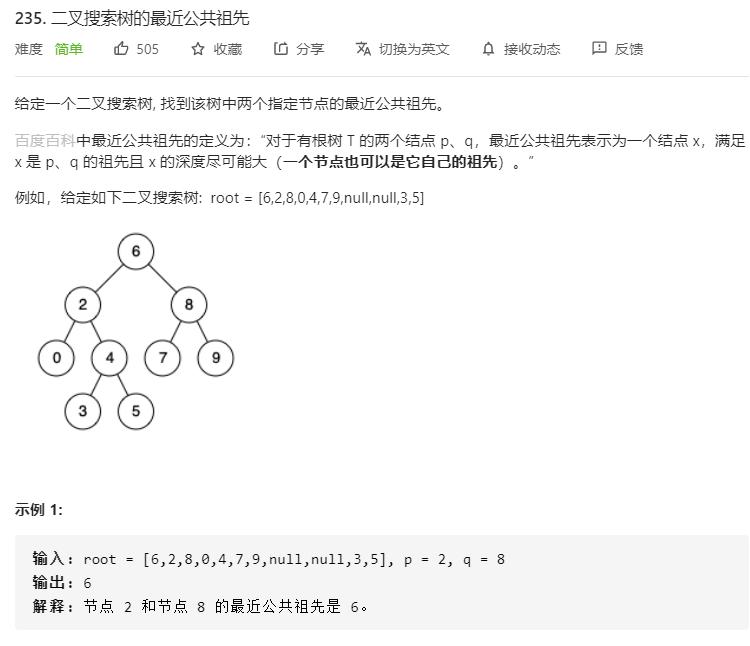 235. 二叉搜索树的最近公共祖先
难度 简单 505 收藏 分享 切换为英文 接收动态 反馈
给定一个二叉搜索树, 找到该树中两个指定节点的最近公共祖先。
百度百科中最近公共祖先的定义为：“对于有根树 T 的两个结点 p、q，最近公共祖先表示为一个结点 x，满足
x 是 p、q 的祖先且 x 的深度尽可能大（一个节点也可以是它自己的祖先）。”
例如，给定如下二叉搜索树: root = [6,2,8,0,4,7,9,null,null,3,5]
6
2 8
0 4 7 9
3 5
示例 1:
输入: root = [6,2,8,0,4,7,9,null,null,3,5], p = 2, q = 8
输出: 6
解释: 节点 2 和节点 8 的最近公共祖先是 6。